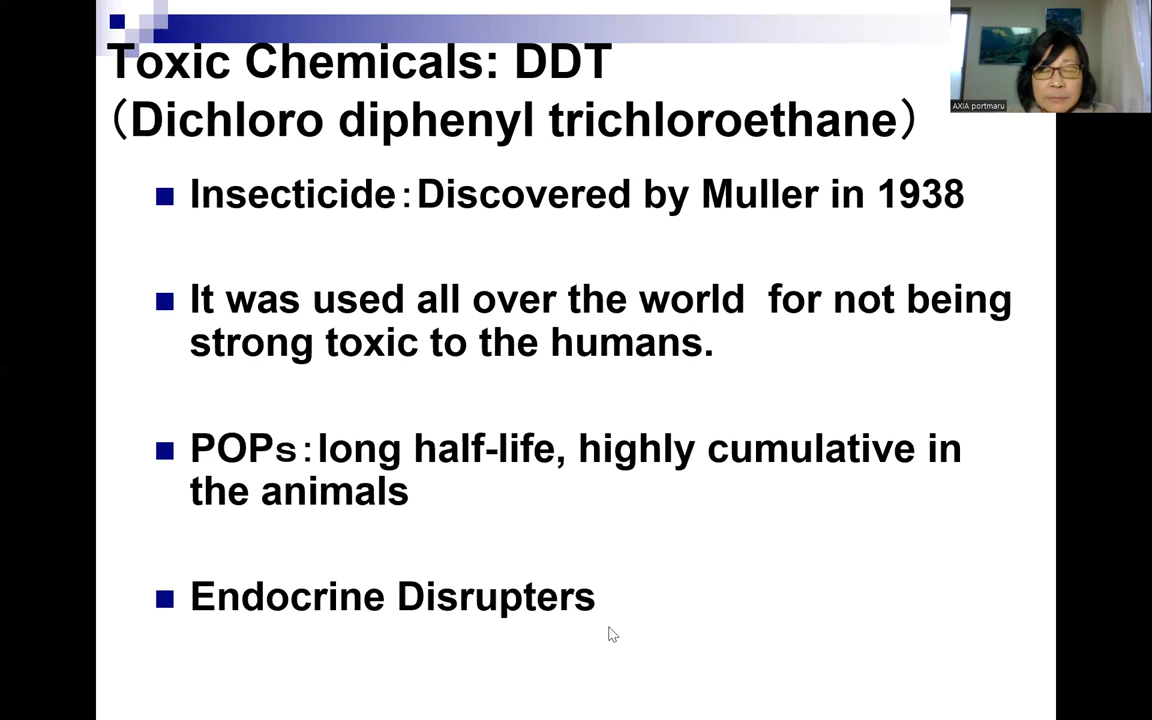 Toxic Chemicals: DDT
（Dichloro diphenyl trichloroethane）
Insecticide：Discovered by Muller in 1938
It was used all over the world  for not being
strong toxic to the humans.
POPｓ：long half-life, highly cumulative in
the animals
Endocrine Disrupters
AXIA portmaru